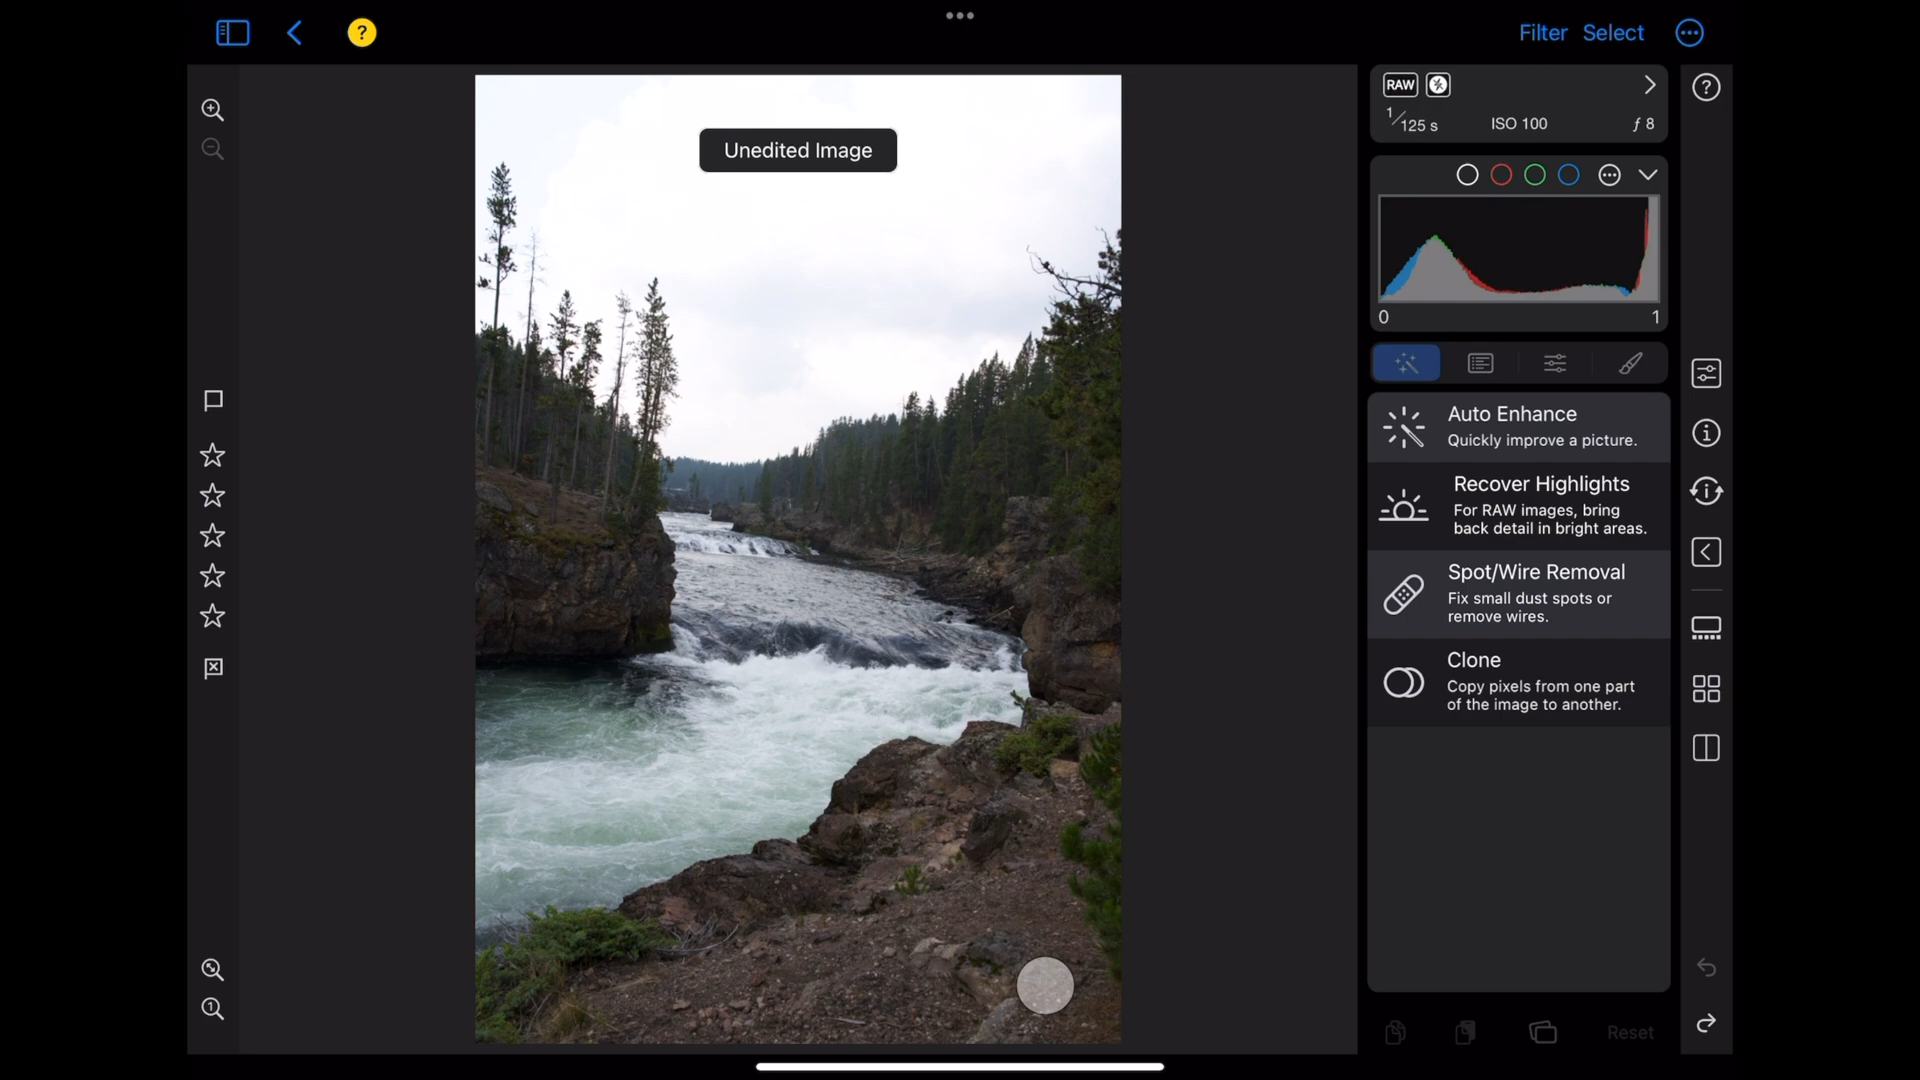 ?
Filter Select
Unedited Image
RAW
1/125 s ISO 100 ƒ 8
?
0 1
Auto Enhance
Quickly improve a picture.
Recover Highlights
For RAW images, bring
back detail in bright areas.
Spot/Wire Removal
Fix small dust spots or
remove wires.
Clone
Copy pixels from one part
of the image to another.
1
Reset